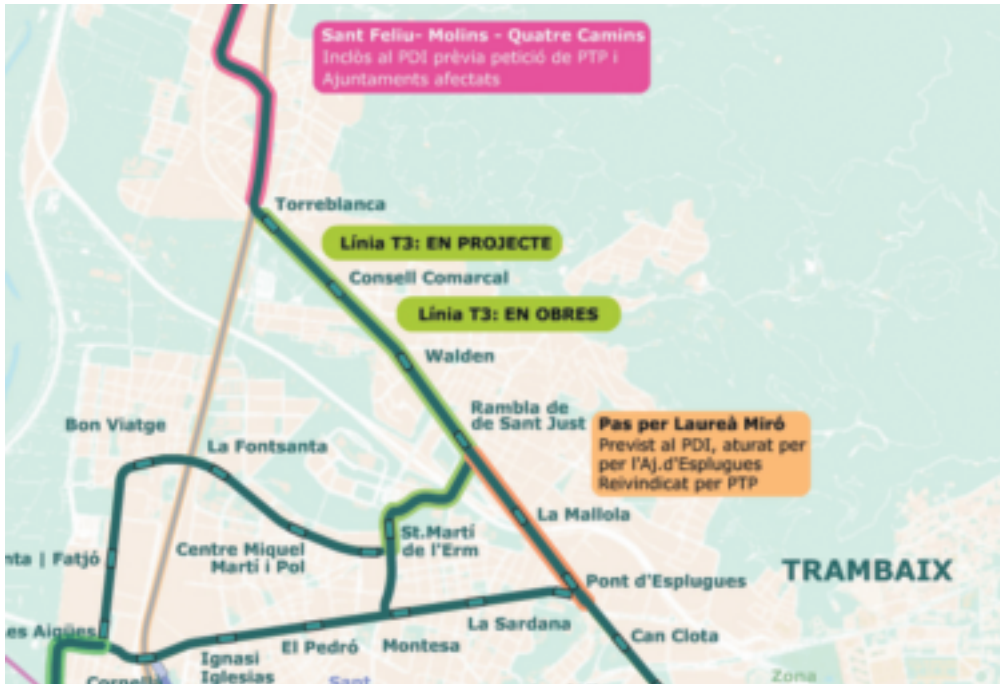 Sant Feliu- Molins - Quatre Camins
Inclòs al PDI prèvia petició de PTP i
Ajuntaments afectats
Torreblanca
Línia T3: EN PROJECTE
Consell Comarcal
Línia T3: EN OBRES
Walden
Rambla de
de Sant Just
Pas per Laureà Miró
Previst al PDI, aturat per
per l'Aj.d'Esplugues
Reivindicat per PTP
Bon Viatge
La Fontsanta
La Mallola
St.Martí
de l'Erm
Centre Miquel
Martí i Pol
nta | Fatjó
Pont d'Esplugues
TRAMBAIX
La Sardana
Can Clota
es Aigües
El Pedró
Montesa
Ignasi
Iglesias
Zona
Sant